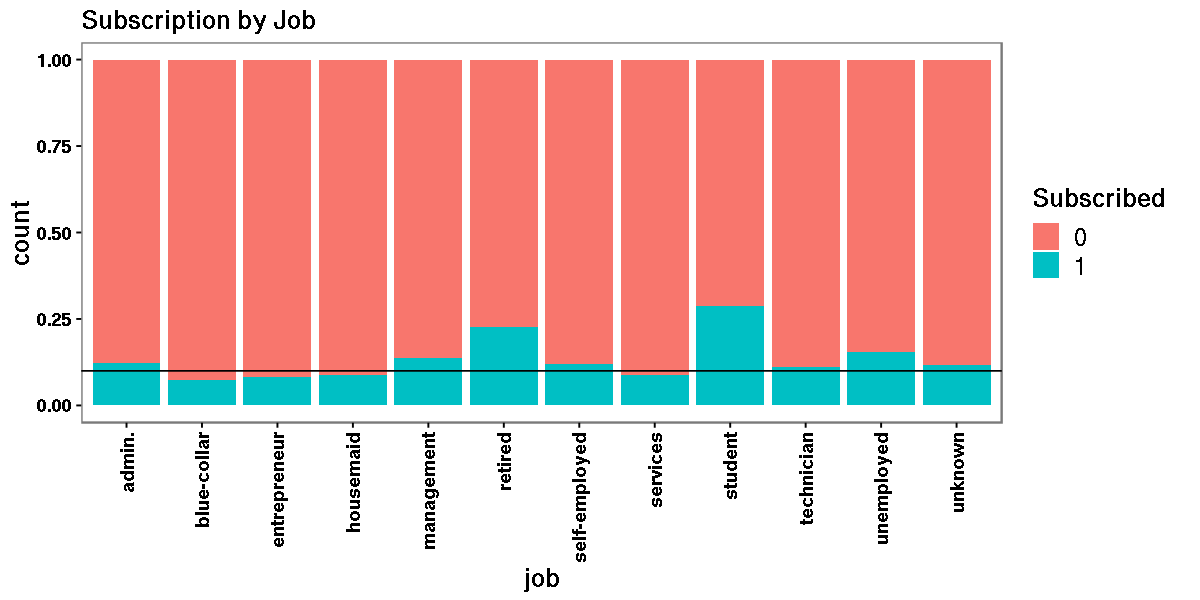 Subscription by Job
count
1.00
0.75
0.50
0.25
0.00
admin.
blue-collar
entrepreneur
housemaid
management
retired
self-employed
services
student
technician
unemployed
unknown
job
Subscribed
0
1